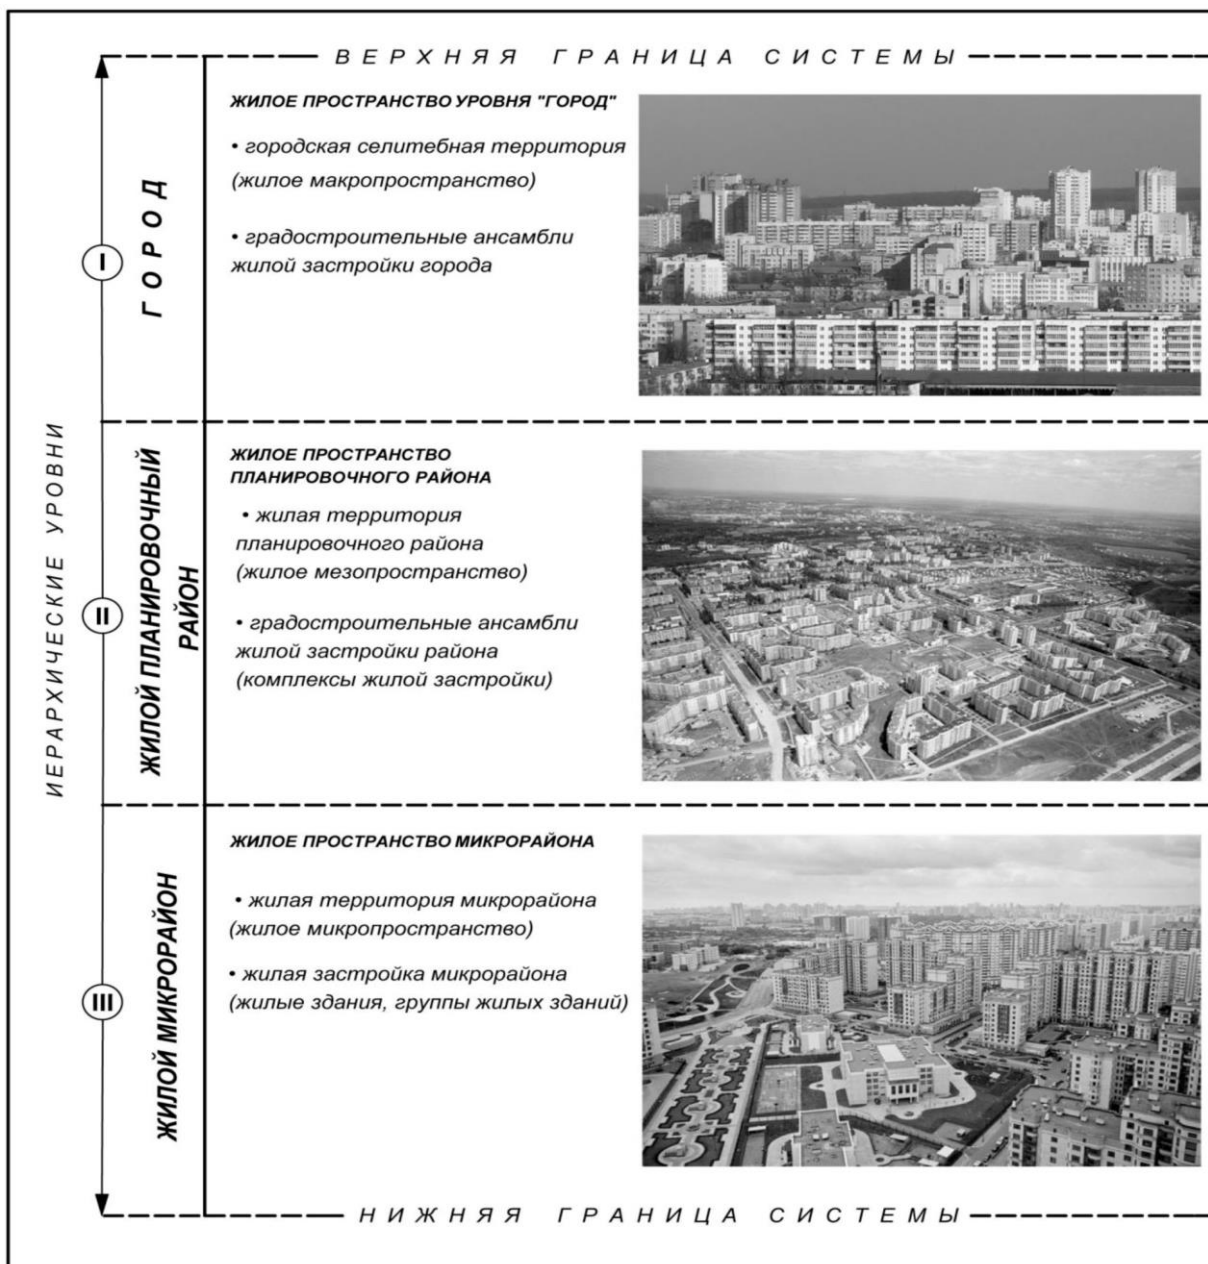 ВЕРХНЯЯ ГРАНИЦА СИСТЕМЫ
ИЕРАРХИЧЕСКИЕ УРОВНИ
I
ГОРОД
ЖИЛОЕ ПРОСТРАНСТВО УРОВНЯ "ГОРОД"
• городская селитебная территория
(жилое макропространство)
• градостроительные ансамбли
жилой застройки города
II
ЖИЛОЙ ПЛАНИРОВОЧНЫЙ
РАЙОН
ЖИЛОЕ ПРОСТРАНСТВО
ПЛАНИРОВОЧНОГО РАЙОНА
• жилая территория
планировочного района
(жилое мезопространство)
• градостроительные ансамбли
жилой застройки района
(комплексы жилой застройки)
III
ЖИЛОЙ МИКРОРАЙОН
ЖИЛОЕ ПРОСТРАНСТВО МИКРОРАЙОНА
• жилая территория микрорайона
(жилое микропространство)
• жилая застройка микрорайона
(жилые здания, группы жилых зданий)
НИЖНЯЯ ГРАНИЦА СИСТЕМЫ